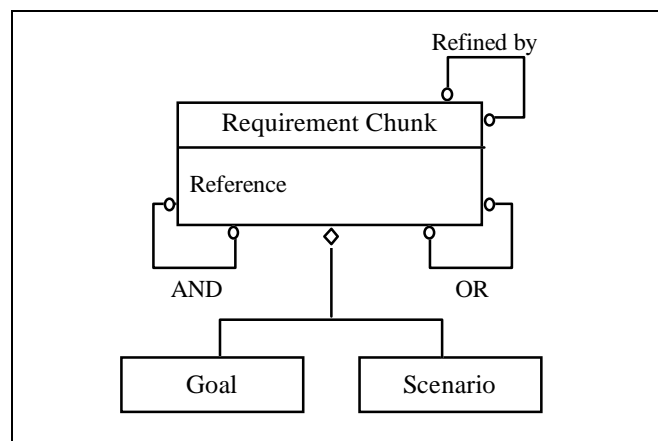 Refined by
Requirement Chunk
Reference
AND
OR
Goal
Scenario